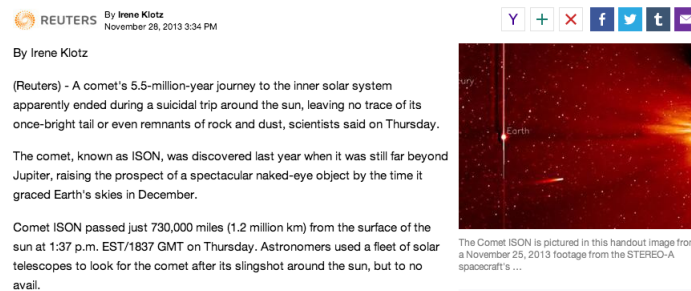 REUTERS
By Irene Klotz
November 28, 2013 3:34 PM
Y + × f t
By Irene Klotz
(Reuters) - A comet's 5.5-million-year journey to the inner solar system
apparently ended during a suicidal trip around the sun, leaving no trace of its
once-bright tail or even remnants of rock and dust, scientists said on Thursday.
The comet, known as ISON, was discovered last year when it was still far beyond
Jupiter, raising the prospect of a spectacular naked-eye object by the time it
graced Earth's skies in December.
Comet ISON passed just 730,000 miles (1.2 million km) from the surface of the
sun at 1:37 p.m. EST/1837 GMT on Thursday. Astronomers used a fleet of solar
telescopes to look for the comet after its slingshot around the sun, but to no
avail.
ury
Earth
The Comet ISON is pictured in this handout image fro
a November 25, 2013 footage from the STEREO-A
spacecraft's ...